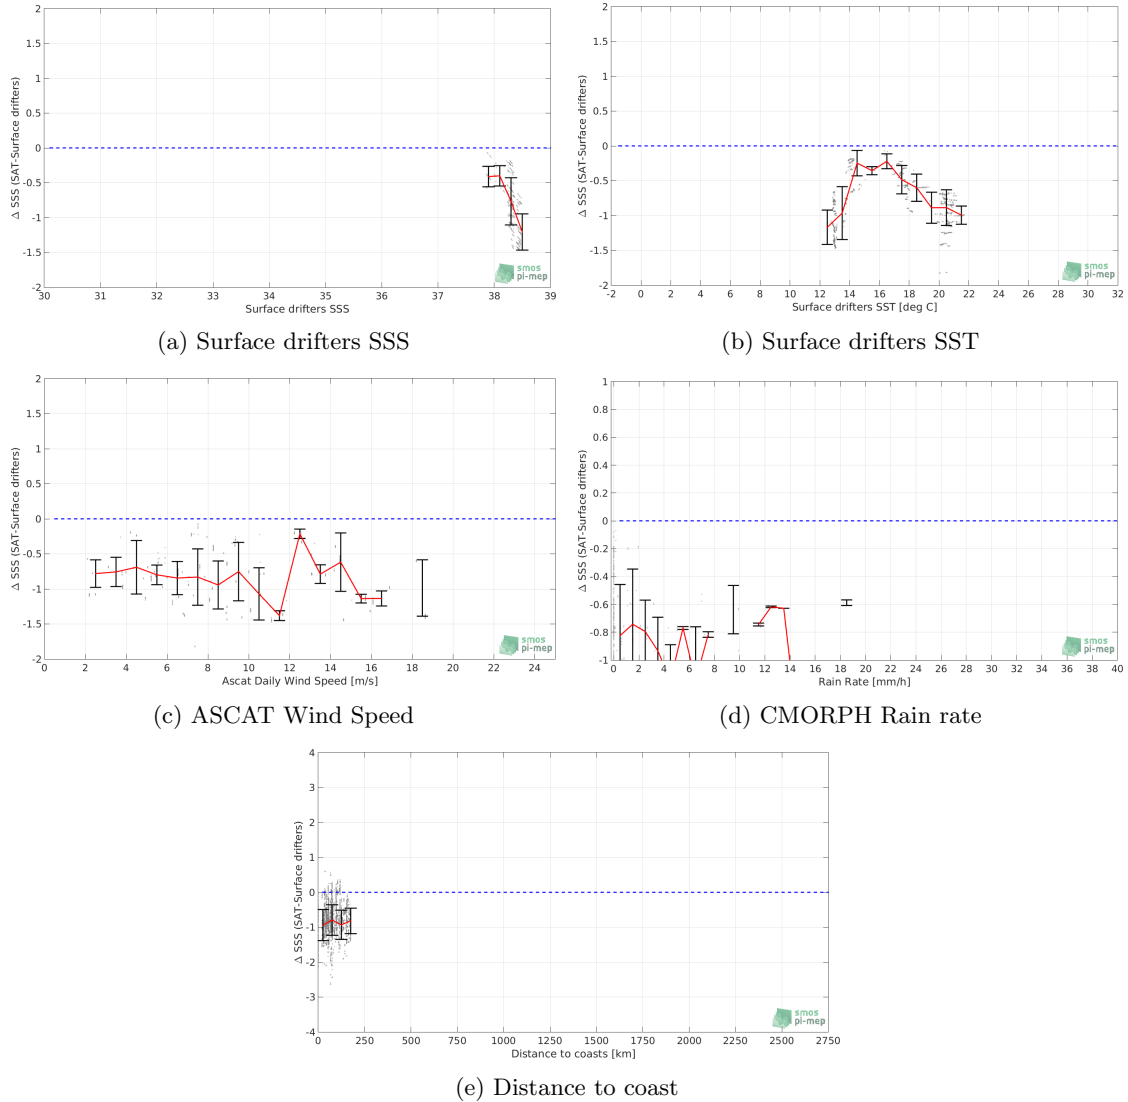 2
1.5
1
0.5
0
-0.5
-1
-1.5
-2
Δ SSS (SAT-Surface drifters)
30 31 32 33 34 35 36 37 38 39
Surface drifters SSS
smos
pi-mep
(a) Surface drifters SSS
2
1.5
1
0.5
0
-0.5
-1
-1.5
-2
Δ SSS (SAT-Surface drifters)
-2 0 2 4 6 8 10 12 14 16 18 20 22 24 26 28 30 32
Surface drifters SST [deg C]
smos
pi-mep
(b) Surface drifters SST
2
1.5
1
0.5
0
-0.5
-1
-1.5
-2
Δ SSS (SAT-Surface drifters)
0 2 4 6 8 10 12 14 16 18 20 22 24
Ascat Daily Wind Speed [m/s]
smos
pi-mep
(c) ASCAT Wind Speed
1
0.8
0.6
0.4
0.2
0
-0.2
-0.4
-0.6
-0.8
-1
Δ SSS (SAT-Surface drifters)
0 2 4 6 8 10 12 14 16 18 20 22 24 26 28 30 32 34 36 38 40
Rain Rate [mm/h]
smos
pi-mep
(d) CMORPH Rain rate
4
3
2
1
0
-1
-2
-3
-4
Δ SSS (SAT-Surface drifters)
0 250 500 750 1000 1250 1500 1750 2000 2250 2500 2750
Distance to coasts [km]
smos
pi-mep
(e) Distance to coast